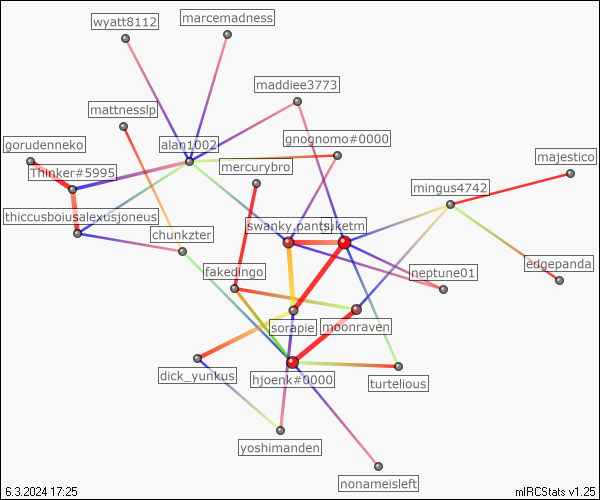 wyatt8112
marcemadness
maddiee3773
mattnesslp
gorudenneko
alan1002
gnognomo#0000
Thinker#5995
mercurybro
majestico
mingus4742
thiccusboiusalexusjoneus
swanky.pants
juketm
chunkzter
fakedingo
neptune01
edgepanda
sorapie
moonraven
dick_yunkus
hjoenk#0000
turtelious
yoshimanden
nonameisleft
6.3.2024 17:25
mIRCStats v1.25